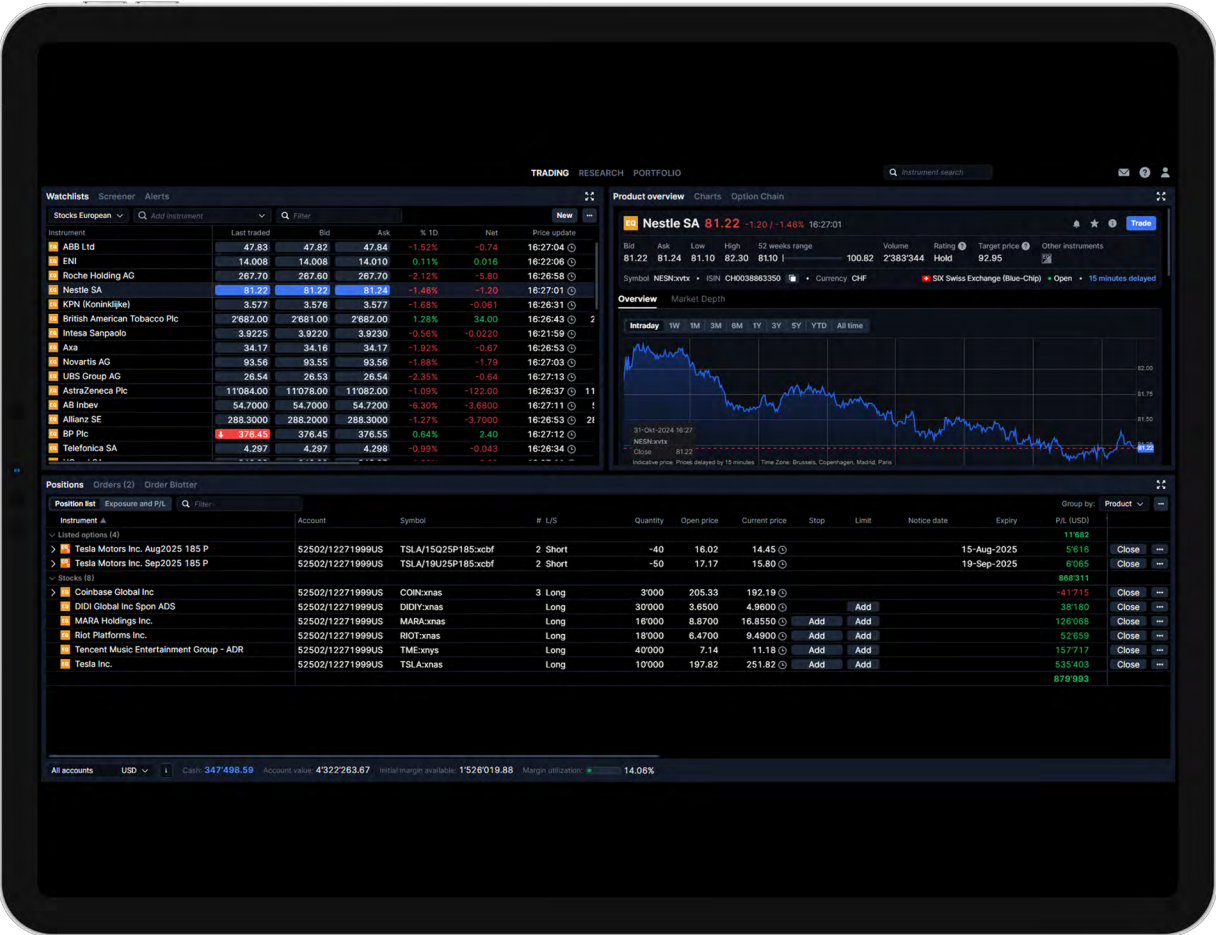 TRADING RESEARCH PORTFOLIO Instrument search
Watchlists Screener Alerts
Stocks European Add instrument Filter New
Instrument Last traded Bid Ask % 1D Net Price update
EQ ABB Ltd 47.83 47.82 47.84 -1.52% -0.74 16:27:04
EQ ENI 14.008 14.008 14.010 0.11% 0.016 16:22:06
EQ Roche Holding AG 267.70 267.60 267.70 -2.12% -5.80 16:26:58
EQ Nestle SA 81.22 81.22 81.24 -1.46% -1.20 16:27:01
EQ KPN (Koninklijke) 3.577 3.576 3.577 -1.68% -0.061 16:26:31
EQ British American Tobacco Plc 2'682.00 2'681.00 2'682.00 1.28% 34.00 16:26:43 2
EQ Intesa Sanpaolo 3.9225 3.9220 3.9230 -0.56% -0.0220 16:21:59
EQ Axa 34.17 34.16 34.17 -1.92% -0.67 16:26:53
EQ Novartis AG 93.56 93.55 93.56 -1.88% -1.79 16:27:03
EQ UBS Group AG 26.54 26.53 26.54 -2.35% -0.64 16:27:13
EQ AstraZeneca Plc 11'084.00 11'078.00 11'082.00 -1.09% -122.00 16:26:37 11
EQ AB Inbev 54.7000 54.7000 54.7200 -6.30% -3.6800 16:27:11
EQ Allianz SE 288.3000 288.2000 288.3000 -1.27% -3.7000 16:26:53 28
EQ BP Plc 376.45 376.45 376.55 0.64% 2.40 16:27:12
EQ Telefonica SA 4.297 4.297 4.298 -0.99% -0.043 16:26:34
Product overview Charts Option Chain
EQ Nestle SA 81.22 -1.20 / -1.46% 16:27:01 Trade
Bid Ask Low High 52 weeks range Volume Rating Target price Other instruments
81.22 81.24 81.10 82.30 81.10 100.82 2'383'344 Hold 92.95
Symbol NESN:xvtx • ISIN CH0038863350 • Currency CHF SIX Swiss Exchange (Blue-Chip) • Open • 15 minutes delayed
Overview Market Depth
Intraday 1W 1M 3M 6M 1Y 3Y 5Y YTD All time
82.00
81.75
81.50
81.22
31-Okt-2024 16:27
NESN:xvtx
Close 81.22
Indicative price Prices delayed by 15 minutes | Time Zone: Brussels, Copenhagen, Madrid, Paris
Positions Orders (2) Order Blotter
Position list Exposure and P/L Filter Group by: Product
Instrument Account Symbol # L/S Quantity Open price Current price Stop Limit Notice date Expiry P/L (USD)
Listed options (4) 11'682
Tesla Motors Inc. Aug2025 185 P 52502/12271999US TSLA/15Q25P185:xcbf 2 Short -40 16.02 14.45 15-Aug-2025 5'616 Close
Tesla Motors Inc. Sep2025 185 P 52502/12271999US TSLA/19U25P185:xcbf 2 Short -50 17.17 15.80 19-Sep-2025 6'065 Close
Stocks (8) 868'311
EQ Coinbase Global Inc 52502/12271999US COIN:xnas 3 Long 3'000 205.33 192.19 -41'715 Close
EQ DIDI Global Inc Spon ADS 52502/12271999US DIDIY:xnas Long 30'000 3.6500 4.9600 Add 38'180 Close
EQ MARA Holdings Inc. 52502/12271999US MARA:xnas Long 16'000 8.8700 16.8550 Add Add 126'068 Close
EQ Riot Platforms Inc. 52502/12271999US RIOT:xnas Long 18'000 6.4700 9.4900 Add Add 52'659 Close
EQ Tencent Music Entertainment Group - ADR 52502/12271999US TME:xnys Long 40'000 7.14 11.18 Add Add 157'717 Close
EQ Tesla Inc. 52502/12271999US TSLA:xnas Long 10'000 197.82 251.82 Add Add 535'403 Close
879'993
All accounts USD Cash: 347'498.59 Account value: 4'322'263.67 Initial margin available: 1'526'019.88 Margin utilization: 14.06%